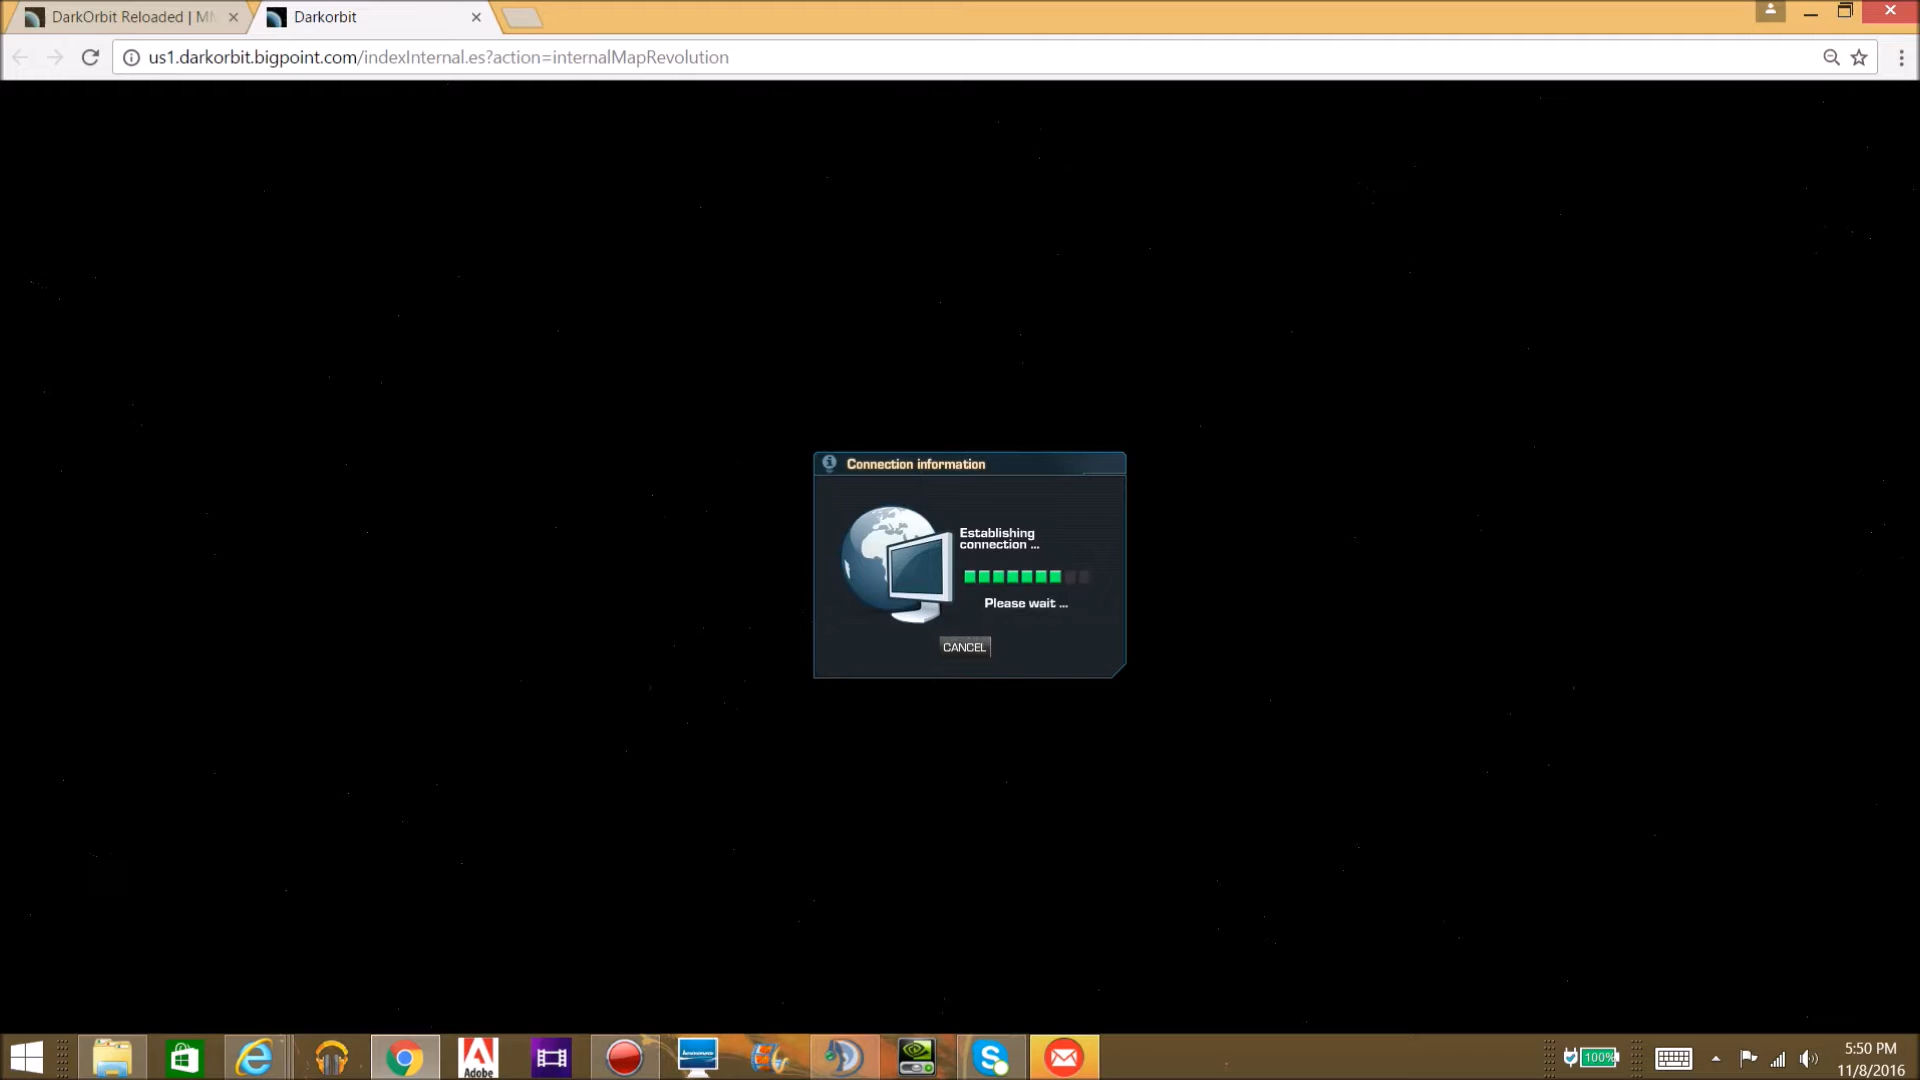 DarkOrbit Reloaded | M
Darkorbit
us1.darkorbit.bigpoint.com/indexInternal.es?action=internalMapRevolution
Connection information
Establishing
connection ...
Please wait ...
CANCEL
Adobe
lenovo
100%
5:50 PM
11/8/2016